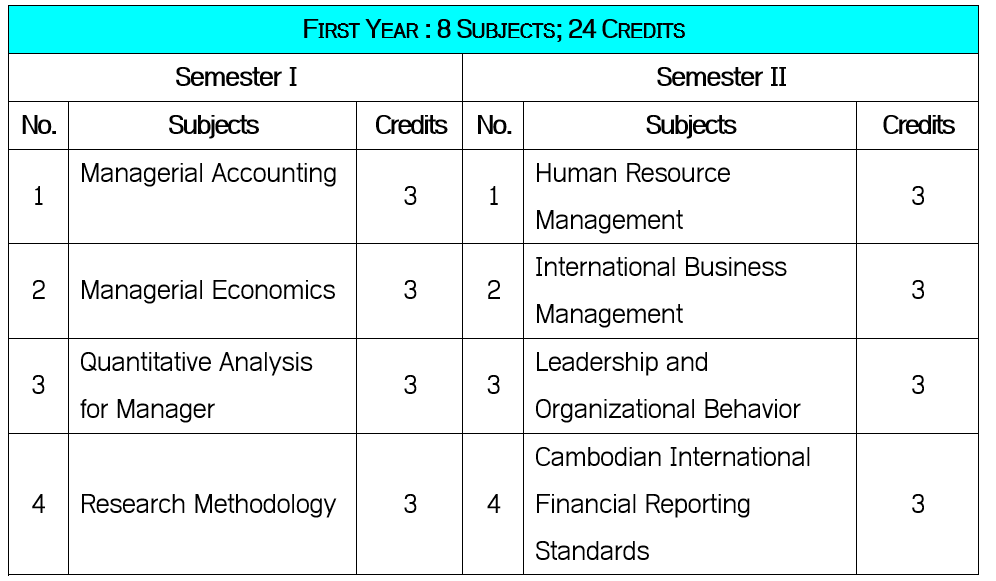 FIRST YEAR : 8 SUBJECTS; 24 CREDITS
Semester I Semester II
No. Subjects Credits No. Subjects Credits
1 Managerial Accounting 3 1 Human Resource
Management 3
2 Managerial Economics 3 2 International Business
Management 3
3 Quantitative Analysis
for Manager 3 3 Leadership and
Organizational Behavior 3
4 Research Methodology 3 4 Cambodian International
Financial Reporting
Standards 3